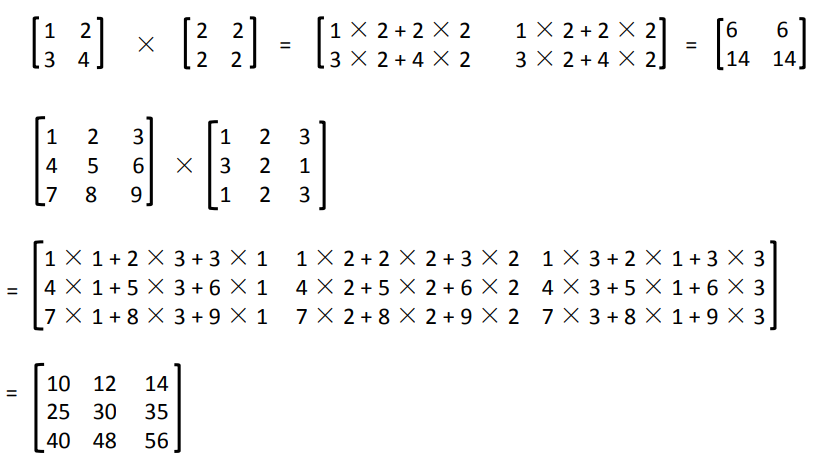 [1 2 × [2 2 = [1 × 2 + 2 × 2 1 × 2 + 2 × 2 = [6 6
3 4] 2 2] 3 × 2 + 4 × 2 3 × 2 + 4 × 2] 14 14]
[1 2 3 [1 2 3
4 5 6 × 3 2 1
7 8 9] 1 2 3]
[1 × 1 + 2 × 3 + 3 × 1 1 × 2 + 2 × 2 + 3 × 2 1 × 3 + 2 × 1 + 3 × 3
= 4 × 1 + 5 × 3 + 6 × 1 4 × 2 + 5 × 2 + 6 × 2 4 × 3 + 5 × 1 + 6 × 3
7 × 1 + 8 × 3 + 9 × 1 7 × 2 + 8 × 2 + 9 × 2 7 × 3 + 8 × 1 + 9 × 3]
[10 12 14
= 25 30 35
40 48 56]